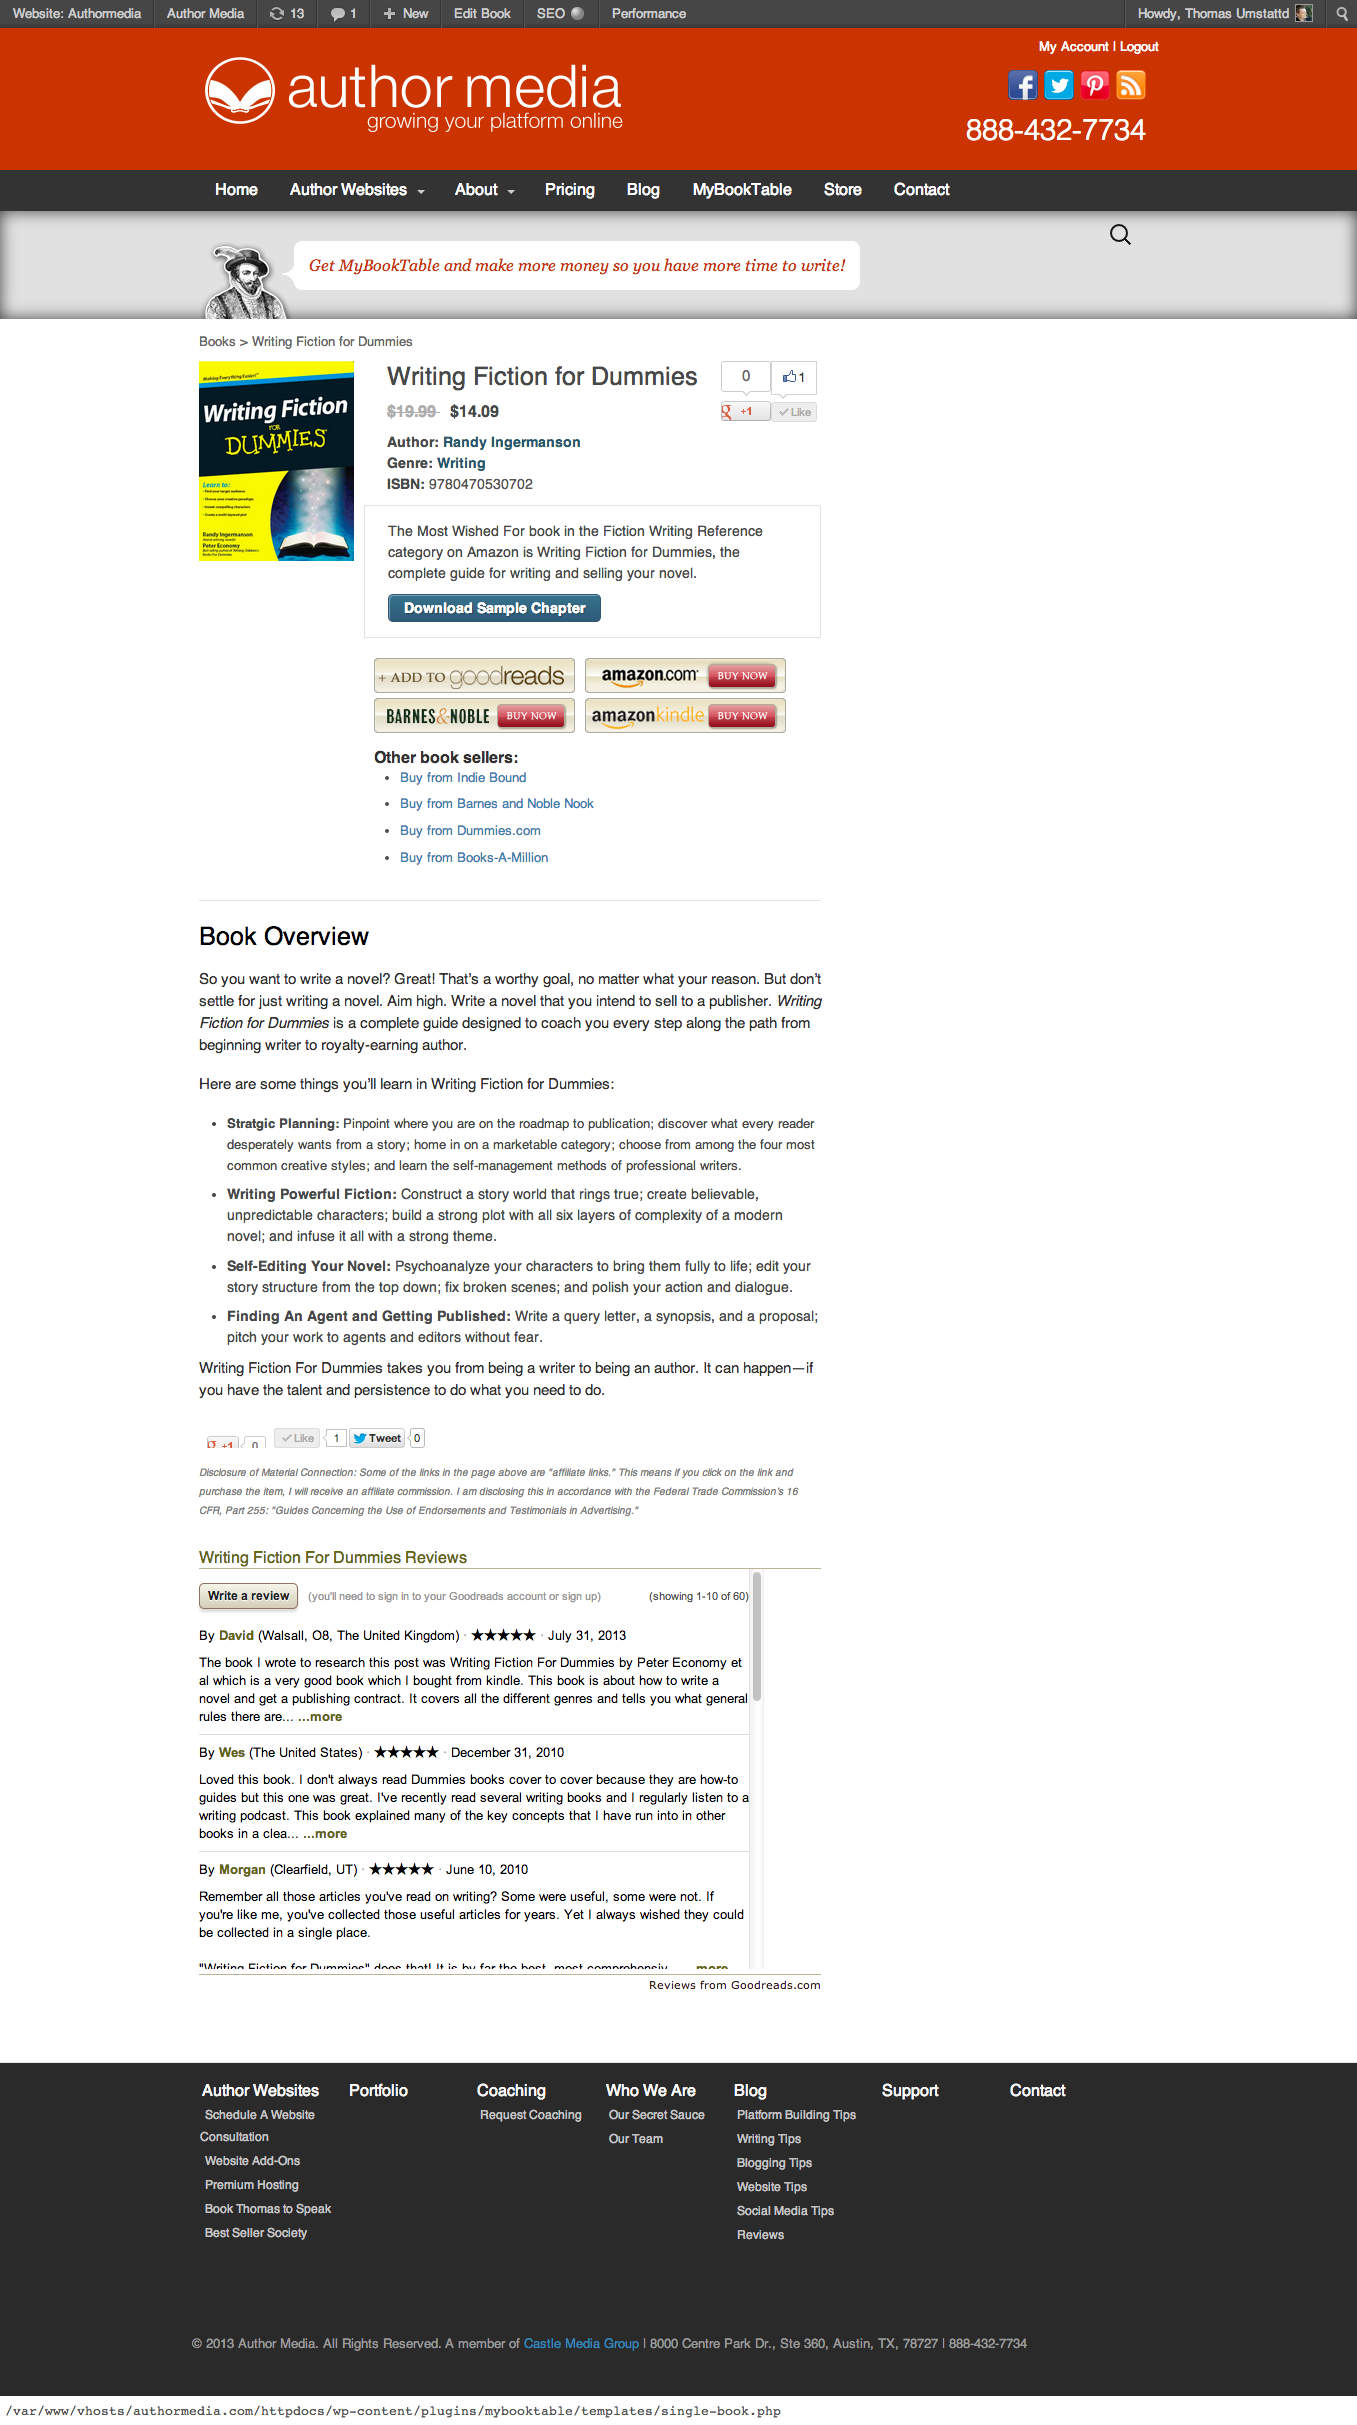 Website: Authormedia Author Media 13 1 + New Edit Book SEO Performance Howdy, Thomas Umstattd
My Account | Logout
author media
growing your platform online
888-432-7734
Home Author Websites About Pricing Blog MyBookTable Store Contact
Get MyBookTable and make more money so you have more time to write!
Books > Writing Fiction for Dummies
Making Everything Easier!™
Writing Fiction
FOR
DUMMIES
Learn to:
Randy Ingermanson
Peter Economy
Writing Fiction for Dummies
0 1
+1 Like
$19.99 $14.09
Author: Randy Ingermanson
Genre: Writing
ISBN: 9780470530702
The Most Wished For book in the Fiction Writing Reference
category on Amazon is Writing Fiction for Dummies, the
complete guide for writing and selling your novel.
Download Sample Chapter
+ ADD TO goodreads amazon.com BUY NOW
BARNES&NOBLE BUY NOW amazonkindle BUY NOW
Other book sellers:
• Buy from Indie Bound
• Buy from Barnes and Noble Nook
• Buy from Dummies.com
• Buy from Books-A-Million
Book Overview
So you want to write a novel? Great! That's a worthy goal, no matter what your reason. But don't
settle for just writing a novel. Aim high. Write a novel that you intend to sell to a publisher. Writing
Fiction for Dummies is a complete guide designed to coach you every step along the path from
beginning writer to royalty-earning author.
Here are some things you'll learn in Writing Fiction for Dummies:
• Stratgic Planning: Pinpoint where you are on the roadmap to publication; discover what every reader
desperately wants from a story; home in on a marketable category; choose from among the four most
common creative styles; and learn the self-management methods of professional writers.
• Writing Powerful Fiction: Construct a story world that rings true; create believable,
unpredictable characters; build a strong plot with all six layers of complexity of a modern
novel; and infuse it all with a strong theme.
• Self-Editing Your Novel: Psychoanalyze your characters to bring them fully to life; edit your
story structure from the top down; fix broken scenes; and polish your action and dialogue.
• Finding An Agent and Getting Published: Write a query letter, a synopsis, and a proposal;
pitch your work to agents and editors without fear.
Writing Fiction For Dummies takes you from being a writer to being an author. It can happen—if
you have the talent and persistence to do what you need to do.
+1 0 Like 1 Tweet 0
Disclosure of Material Connection: Some of the links in the page above are "affiliate links." This means if you click on the link and
purchase the item, I will receive an affiliate commission. I am disclosing this in accordance with the Federal Trade Commission's 16
CFR, Part 255: "Guides Concerning the Use of Endorsements and Testimonials in Advertising."
Writing Fiction For Dummies Reviews
Write a review (you'll need to sign in to your Goodreads account or sign up) (showing 1-10 of 60)
By David (Walsall, O8, The United Kingdom) · ★★★★★ · July 31, 2013
The book I wrote to research this post was Writing Fiction For Dummies by Peter Economy et
al which is a very good book which I bought from kindle. This book is about how to write a
novel and get a publishing contract. It covers all the different genres and tells you what general
rules there are... ...more
By Wes (The United States) · ★★★★★ · December 31, 2010
Loved this book. I don't always read Dummies books cover to cover because they are how-to
guides but this one was great. I've recently read several writing books and I regularly listen to a
writing podcast. This book explained many of the key concepts that I have run into in other
books in a clea... ...more
By Morgan (Clearfield, UT) · ★★★★★ · June 10, 2010
Remember all those articles you've read on writing? Some were useful, some were not. If
you're like me, you've collected those useful articles for years. Yet I always wished they could
be collected in a single place.
"Writing Fiction for Dummies" does that! It is by far the best, most comprehensiv... ...more
Reviews from Goodreads.com
Author Websites Portfolio Coaching Who We Are Blog Support Contact
Schedule A Website Request Coaching Our Secret Sauce Platform Building Tips
Consultation Our Team Writing Tips
Website Add-Ons Blogging Tips
Premium Hosting Website Tips
Book Thomas to Speak Social Media Tips
Best Seller Society Reviews
© 2013 Author Media. All Rights Reserved. A member of Castle Media Group | 8000 Centre Park Dr., Ste 360, Austin, TX, 78727 | 888-432-7734
/var/www/vhosts/authormedia.com/httpdocs/wp-content/plugins/mybooktable/templates/single-book.php